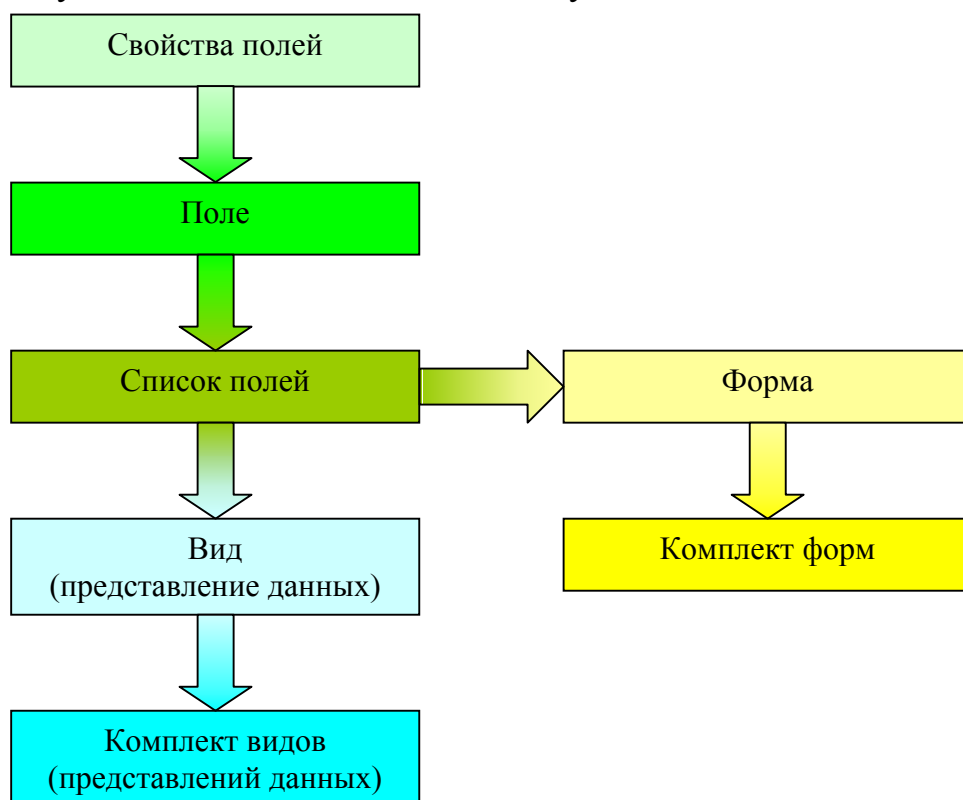 Свойства полей
Поле
Список полей
Форма
Вид
(представление данных)
Комплект форм
Комплект видов
(представлений данных)